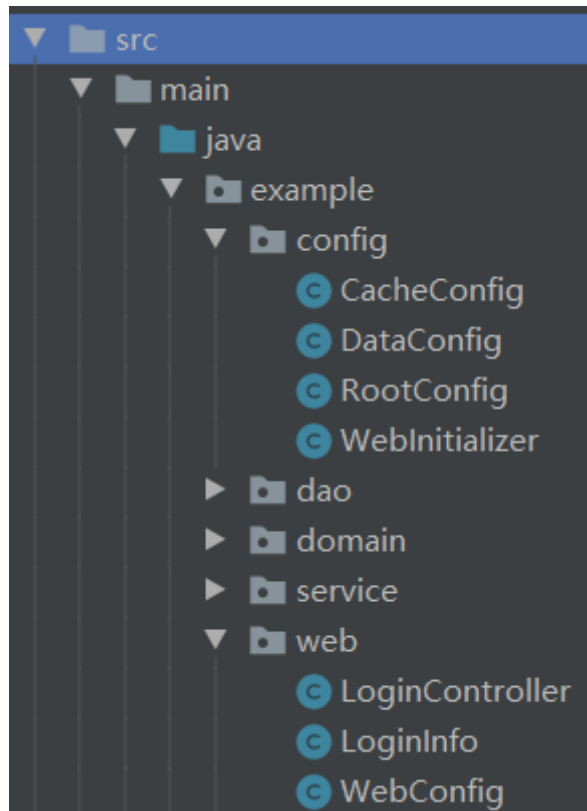 src
main
java
example
config
CacheConfig
DataConfig
RootConfig
WebInitializer
dao
domain
service
web
LoginController
LoginInfo
WebConfig